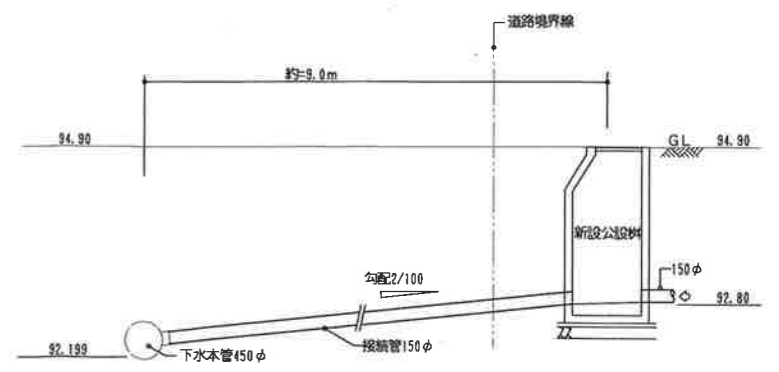 道路境界線
約=9.0m
94.90
GL 94.90
新設公設桝
勾配2/100
150φ
92.80
92.199
下水本管450φ
接続管150φ